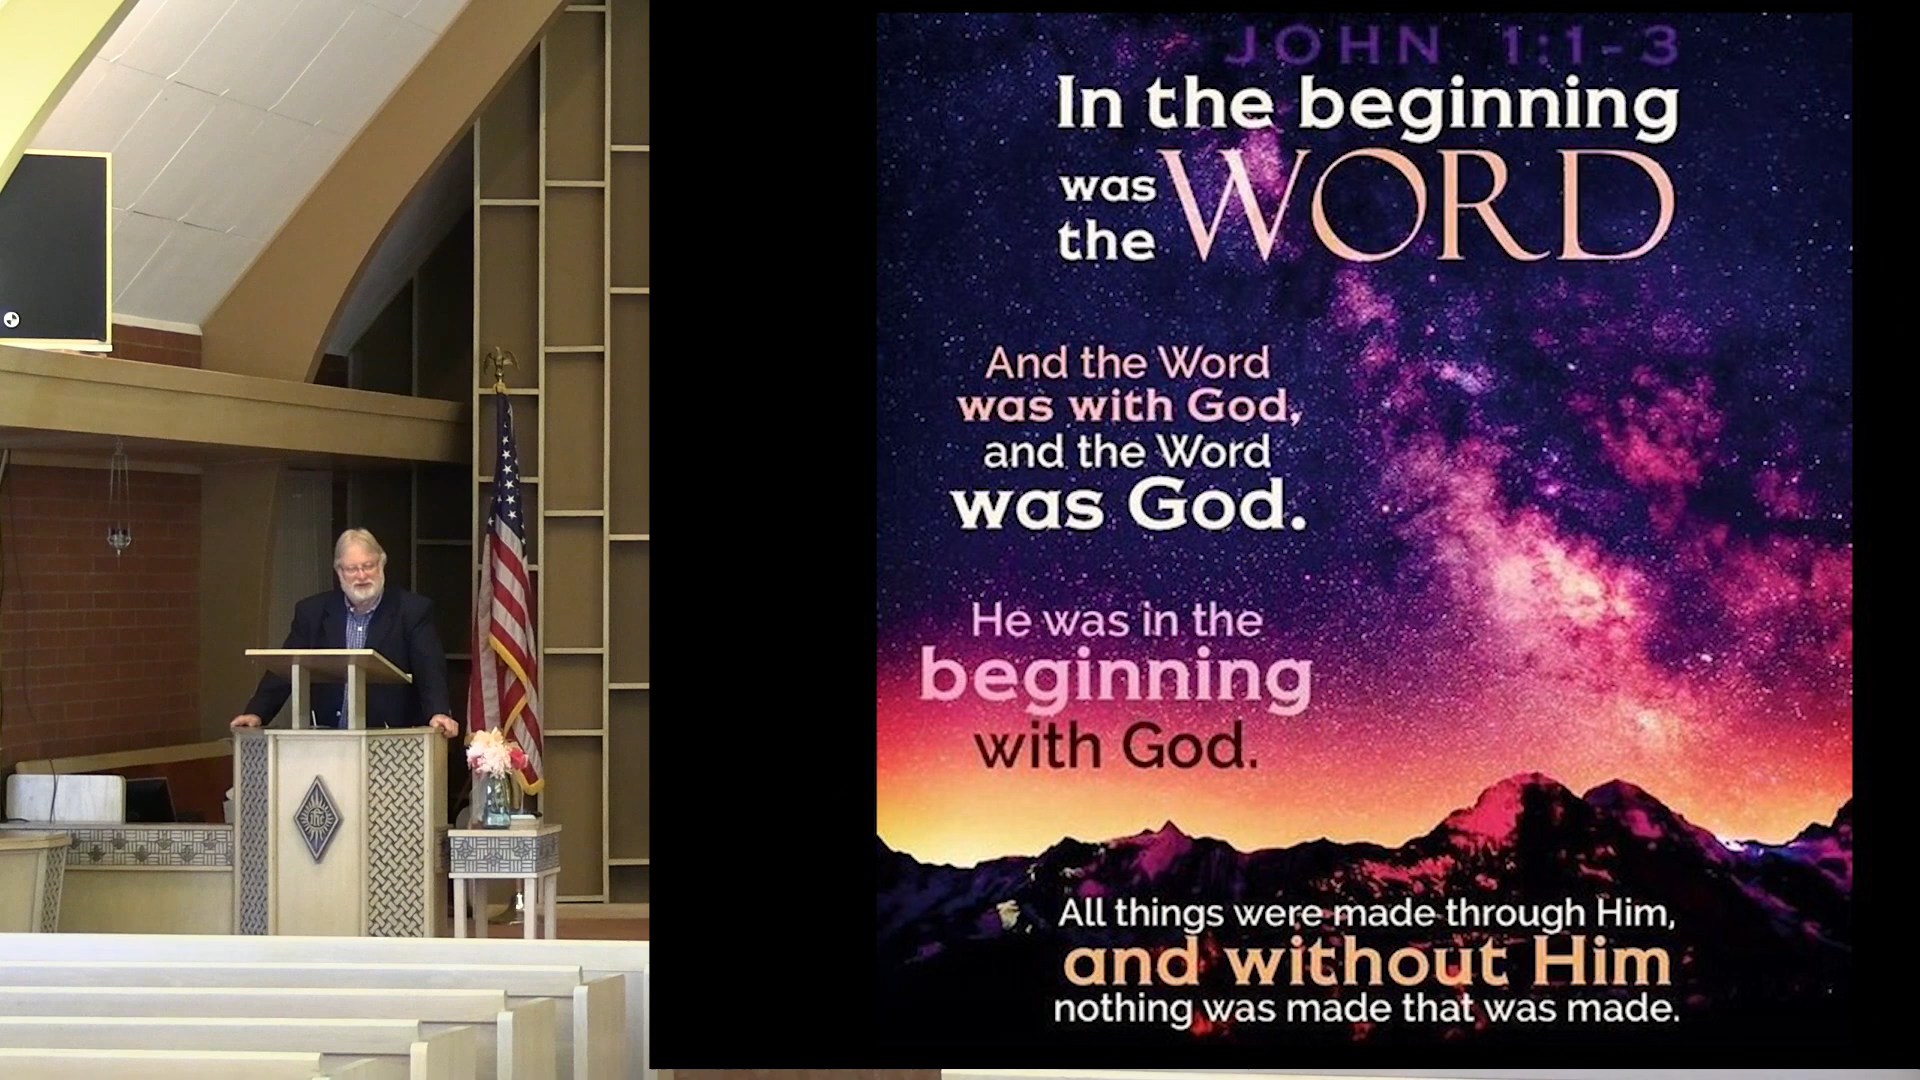 JOHN 1:1-3
In the beginning
was
the WORD
And the Word
was with God,
and the Word
was God.
He was in the
beginning
with God.
All things were made through Him,
and without Him
nothing was made that was made.